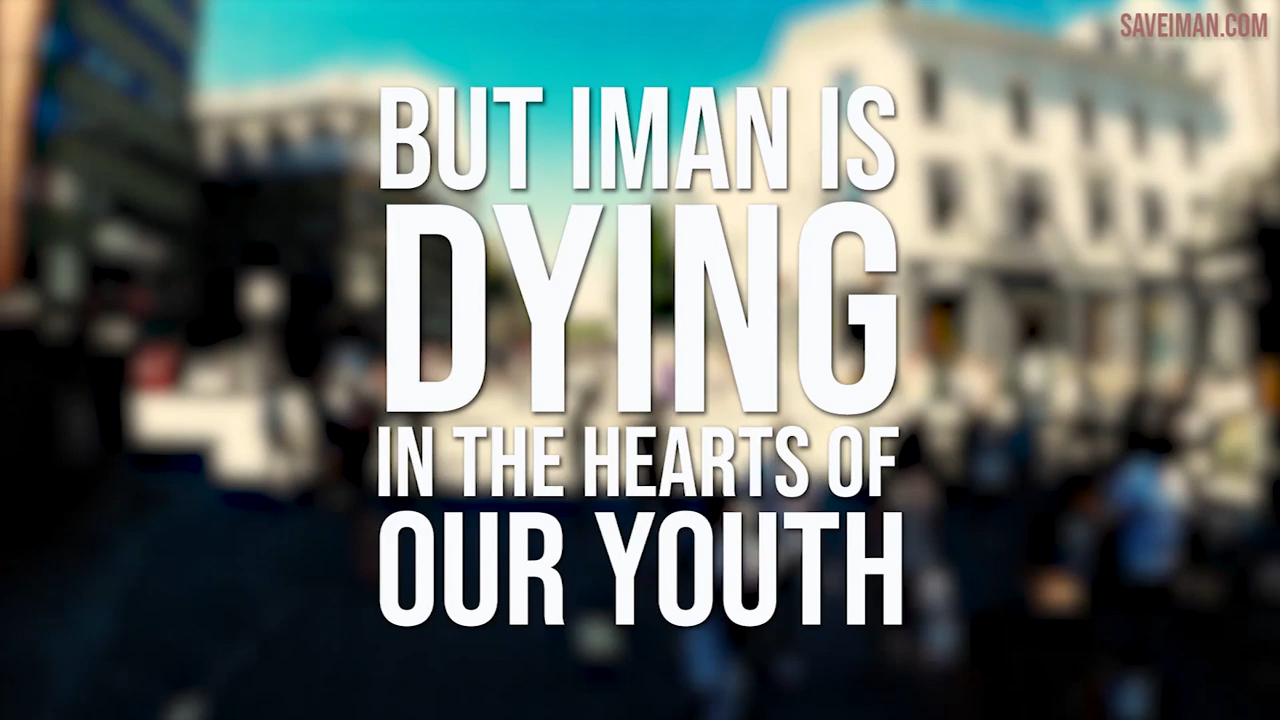 SAVEIMAN.COM
BUT IMAN IS
DYING
IN THE HEARTS OF
OUR YOUTH